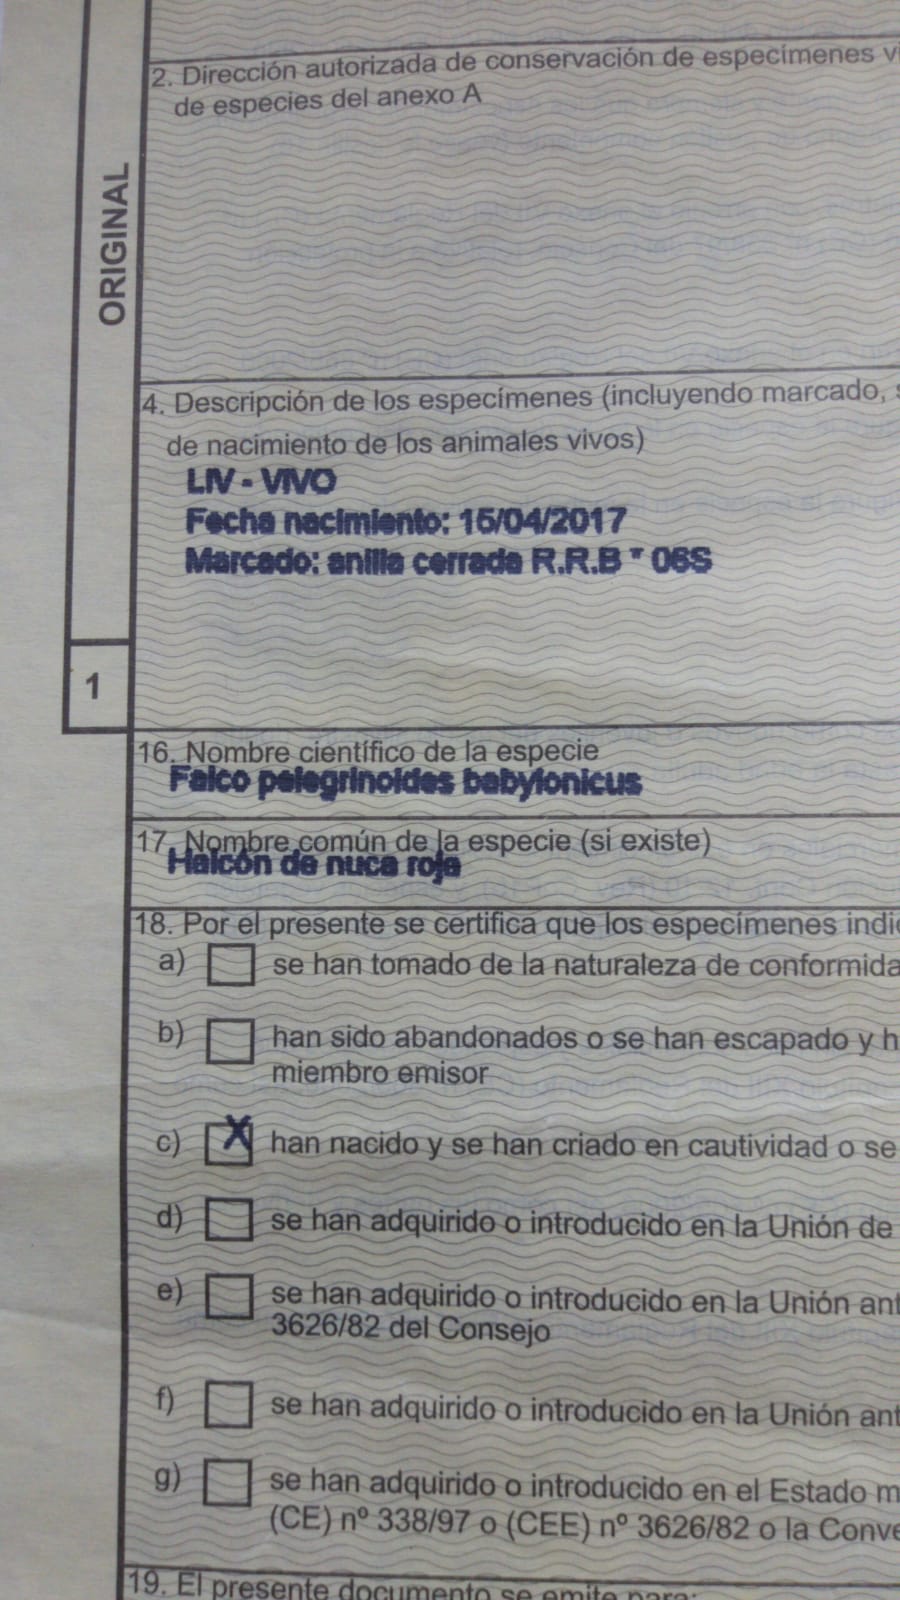 ORIGINAL
1
2. Dirección autorizada de conservación de especímenes
de especies del anexo A
4. Descripción de los especímenes (incluyendo marcado,
de nacimiento de los animales vivos)
LIV - VIVO
Fecha nacimiento: 15/04/2017
Marcado: anilla cerrada R.R.B * 06S
16. Nombre científico de la especie
Falco pelegrinoides babylonicus
17. Nombre común de la especie (si existe)
Halcón de nuca roja
18. Por el presente se certifica que los especímenes
a) se han tomado de la naturaleza de
b) han sido abandonados o se han escapado y
miembro emisor
c) X han nacido y se han criado en cautividad o se
d) se han adquirido o introducido en la Unión de
e) se han adquirido o introducido en la Unión
3626/82 del Consejo
f) se han adquirido o introducido en la Unión
g) se han adquirido o introducido en el Estado
(CE) nº 338/97 o (CEE) nº 3626/82 o la
19. El presente documento se emite para: